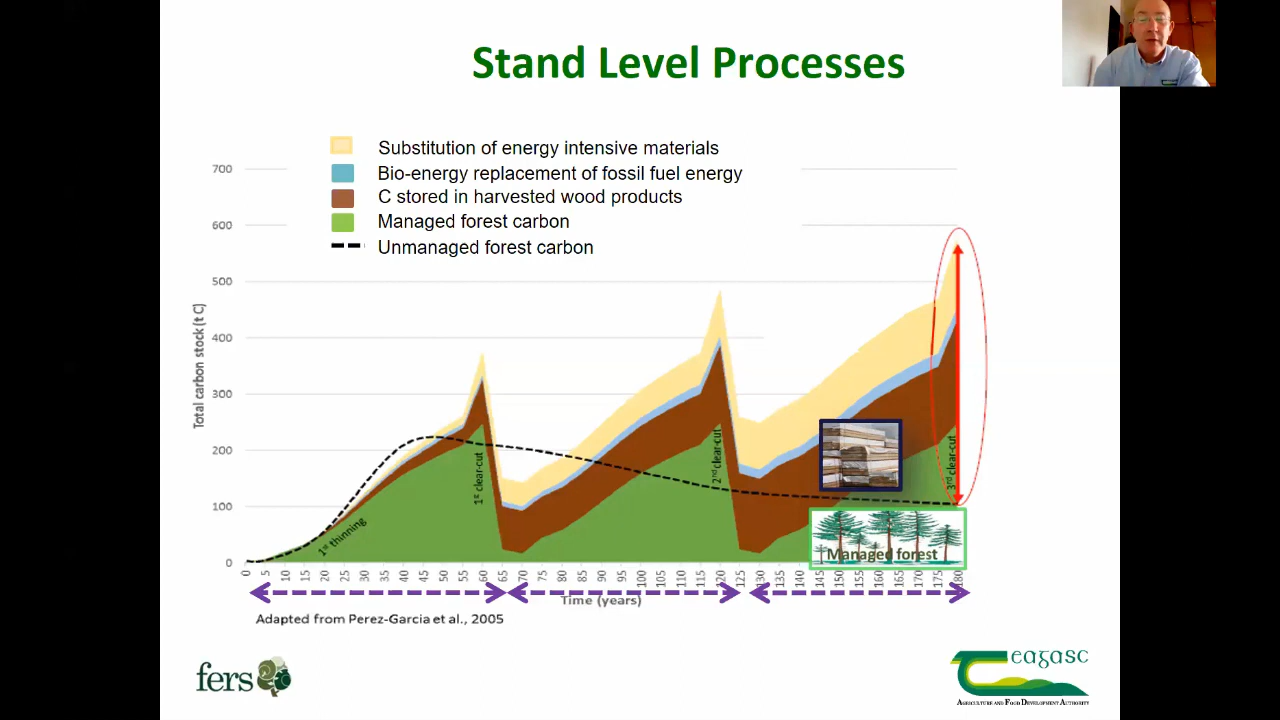 Stand Level Processes
Substitution of energy intensive materials
Bio-energy replacement of fossil fuel energy
C stored in harvested wood products
Managed forest carbon
Unmanaged forest carbon
Total carbon stock (t C)
700
600
500
400
300
200
100
0
1st thinning
1st clear-cut
2nd clear-cut
3rd clear-cut
Managed forest
0 5 10 15 20 25 30 35 40 45 50 55 60 65 70 75 80 85 90 95 100 105 110 115 120 125 130 135 140 145 150 155 160 165 170 175 180
Time (years)
Adapted from Perez-Garcia et al., 2005
fers
Teagasc
AGRICULTURE AND FOOD DEVELOPMENT AUTHORITY